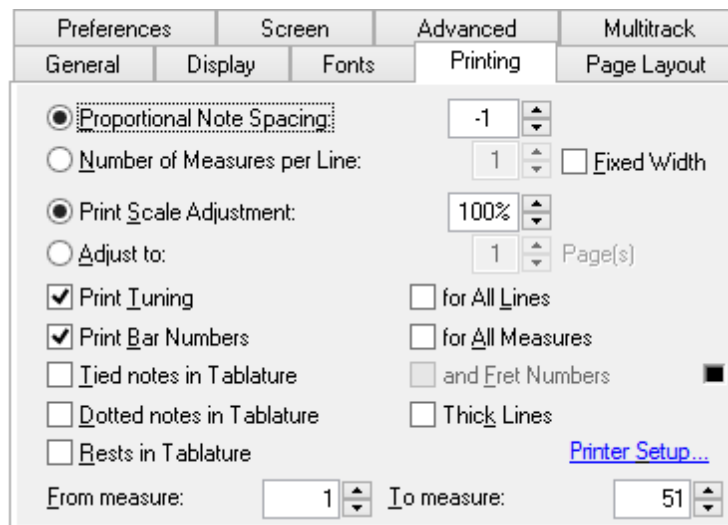 Preferences Screen Advanced Multitrack
General Display Fonts Printing Page Layout
Proportional Note Spacing: -1
Number of Measures per Line: 1 Fixed Width
Print Scale Adjustment: 100%
Adjust to: 1 Page(s)
Print Tuning for All Lines
Print Bar Numbers for All Measures
Tied notes in Tablature and Fret Numbers
Dotted notes in Tablature Thick Lines
Rests in Tablature Printer Setup...
From measure: 1 To measure: 51